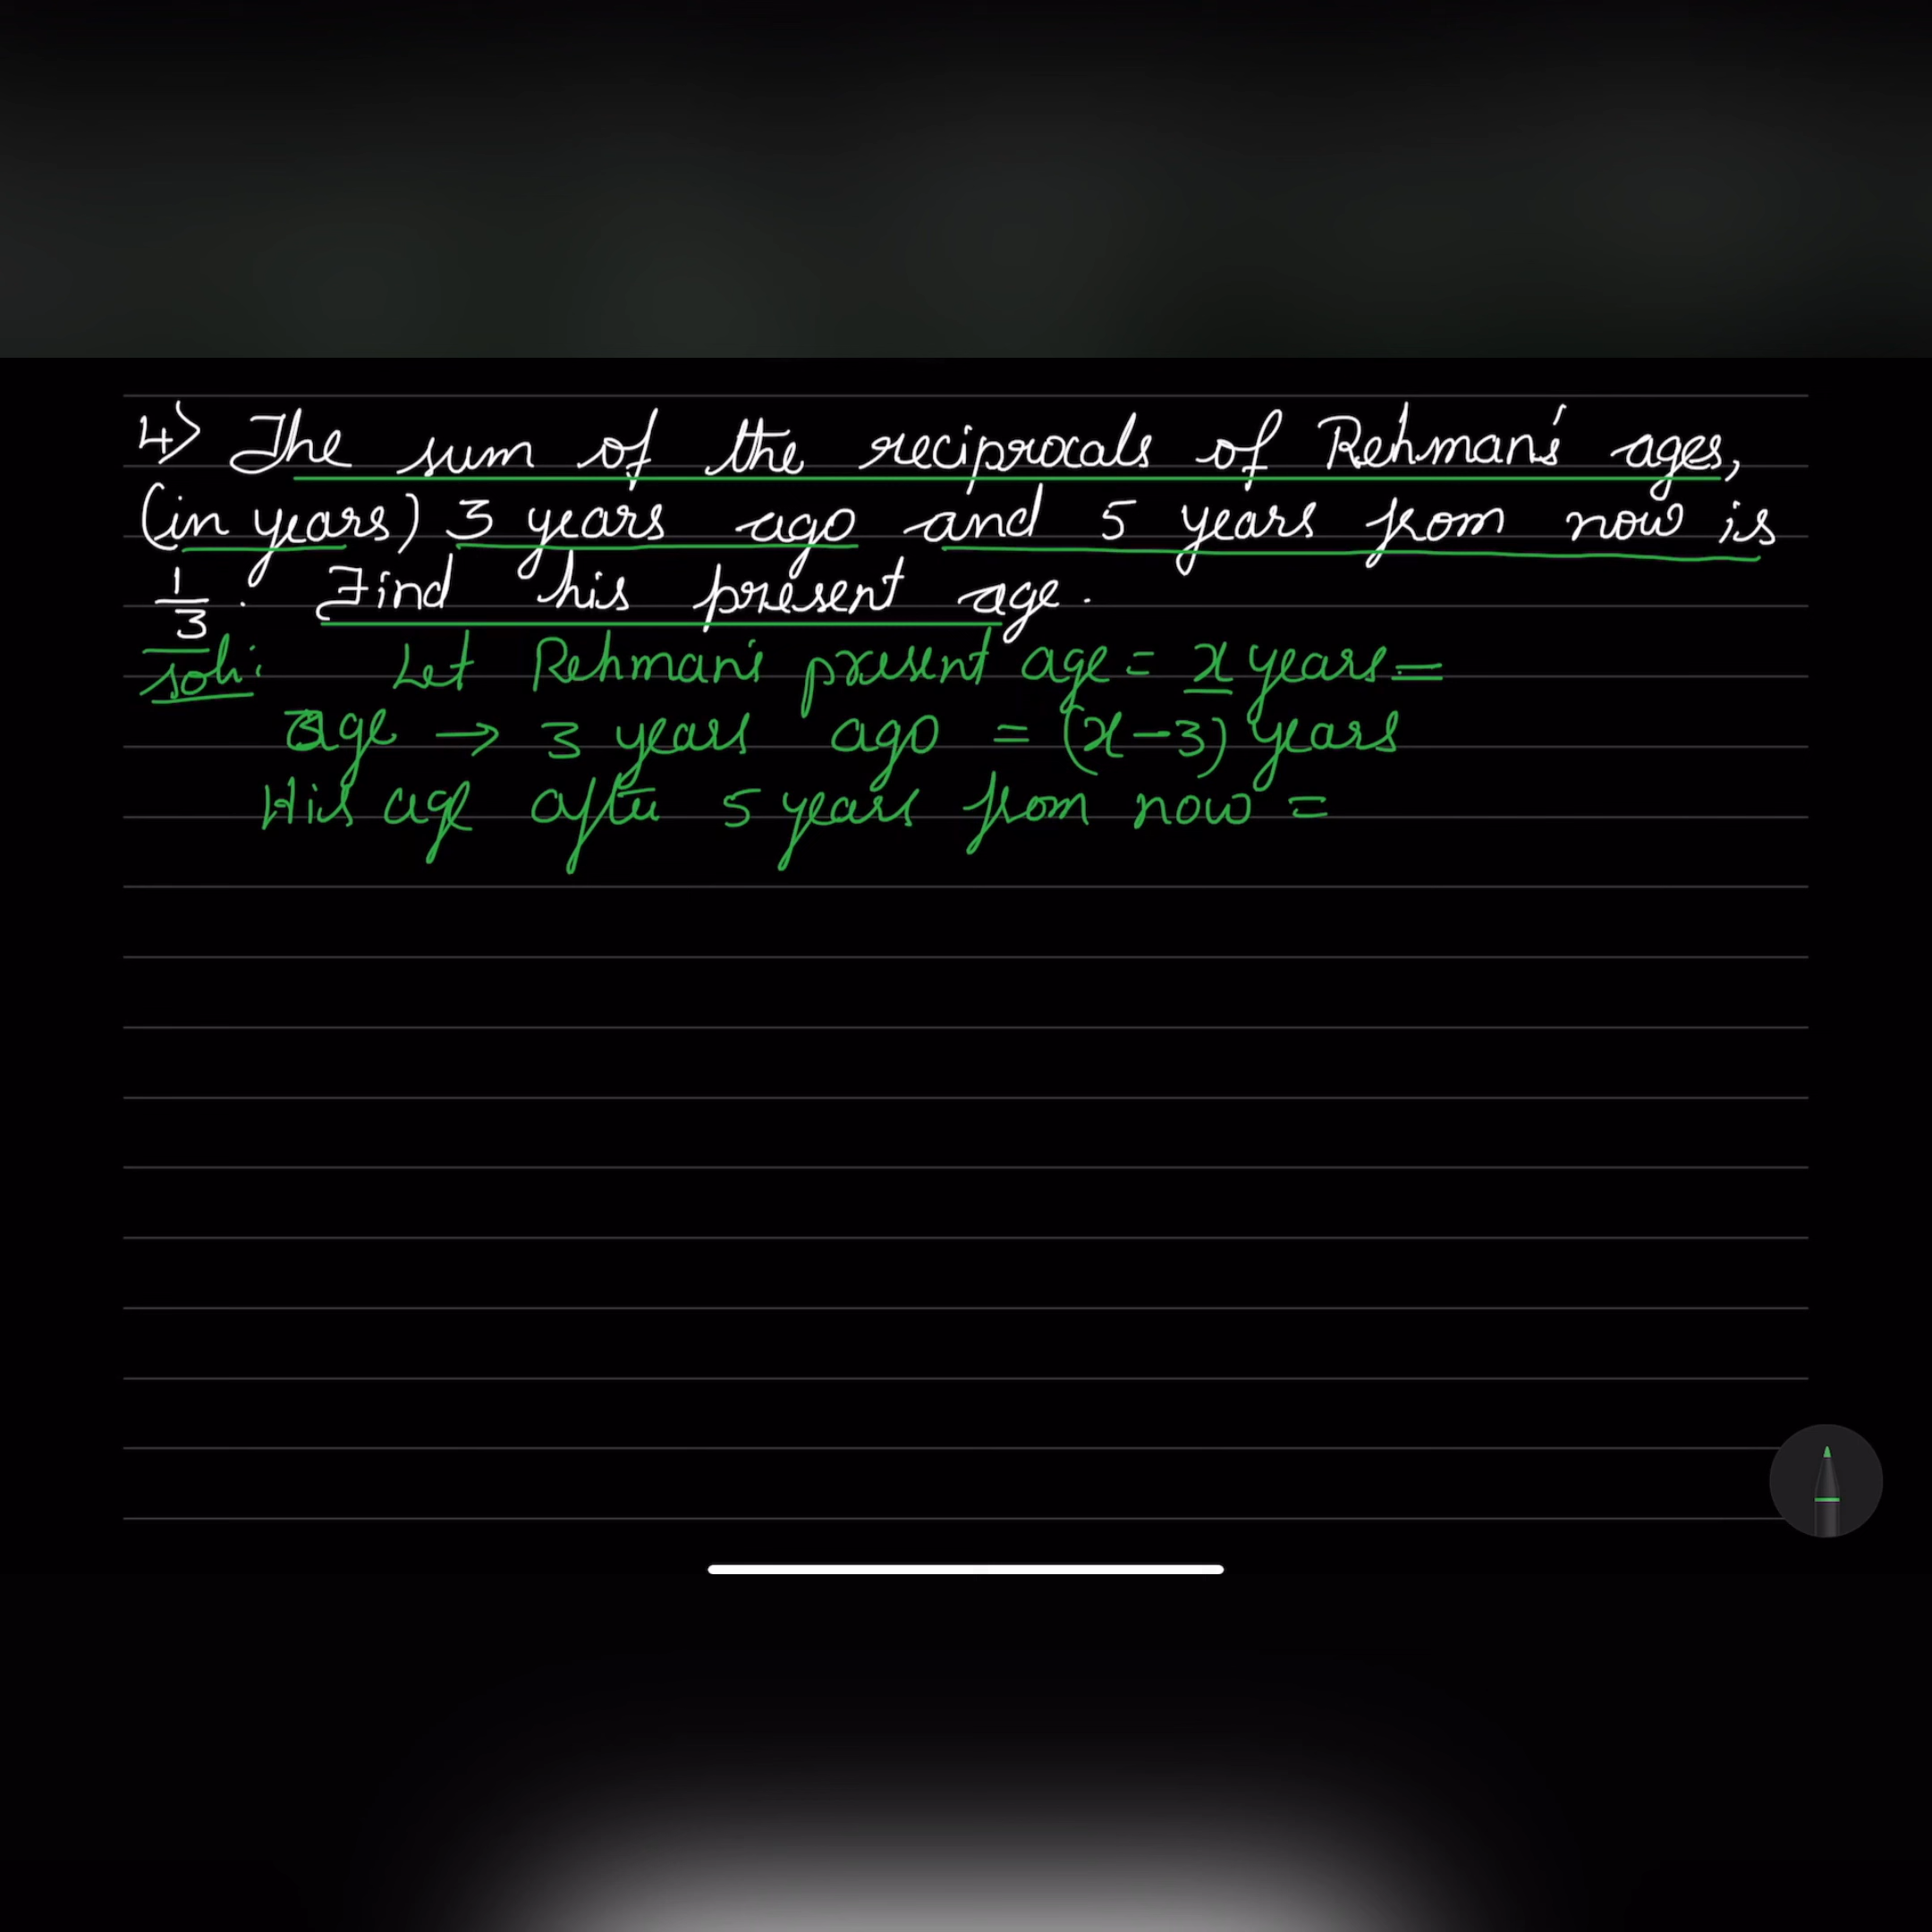 4) The sum of the reciprocals of Rehman's ages,
(in years) 3 years ago and 5 years from now is
1/3. Find his present age.
soln: Let Rehman's present age = x years =
age → 3 years ago = (x-3) years
His age after 5 years from now =